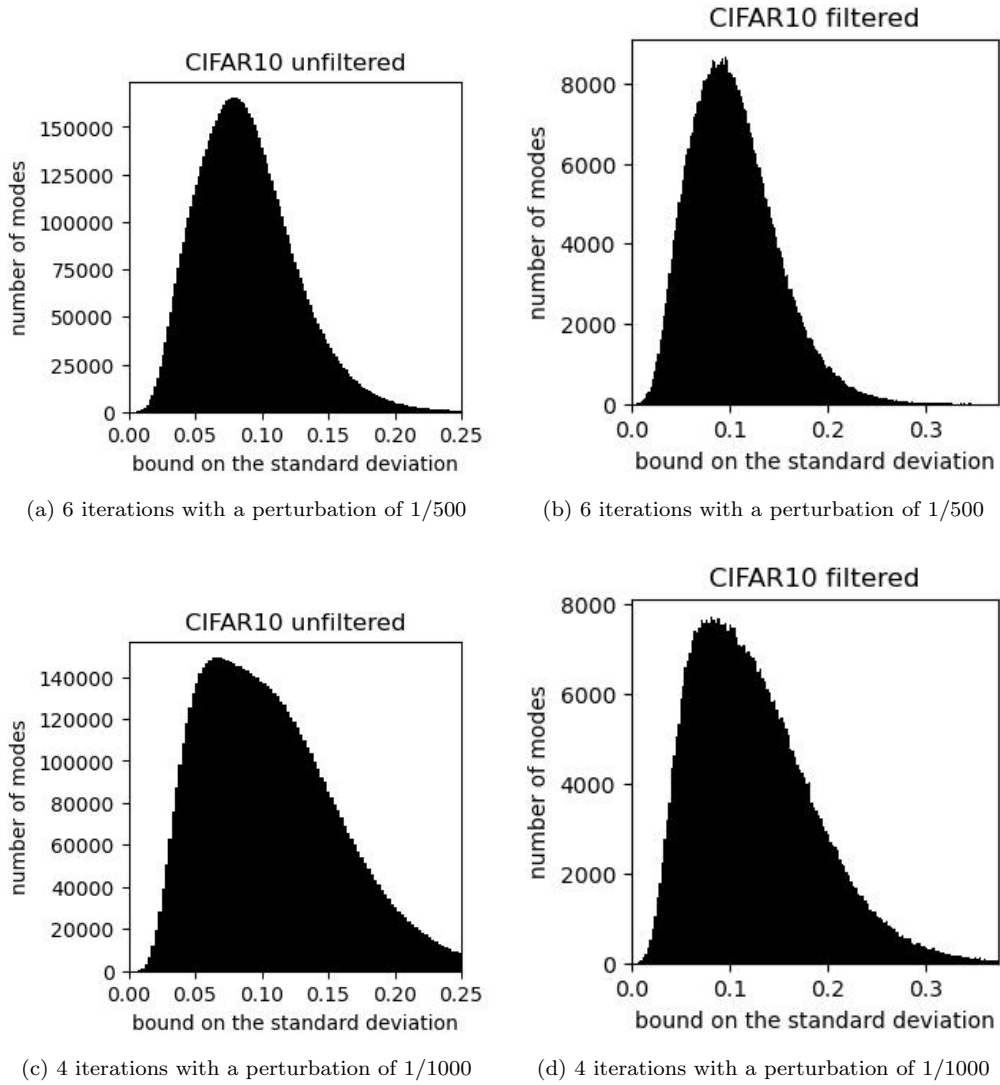 CIFAR10 unfiltered
number of modes
150000
125000
100000
75000
50000
25000
0
0.00 0.05 0.10 0.15 0.20 0.25
bound on the standard deviation
(a) 6 iterations with a perturbation of 1/500
CIFAR10 filtered
number of modes
8000
6000
4000
2000
0
0.0 0.1 0.2 0.3
bound on the standard deviation
(b) 6 iterations with a perturbation of 1/500
CIFAR10 unfiltered
number of modes
140000
120000
100000
80000
60000
40000
20000
0
0.00 0.05 0.10 0.15 0.20 0.25
bound on the standard deviation
(c) 4 iterations with a perturbation of 1/1000
CIFAR10 filtered
number of modes
8000
6000
4000
2000
0
0.0 0.1 0.2 0.3
bound on the standard deviation
(d) 4 iterations with a perturbation of 1/1000